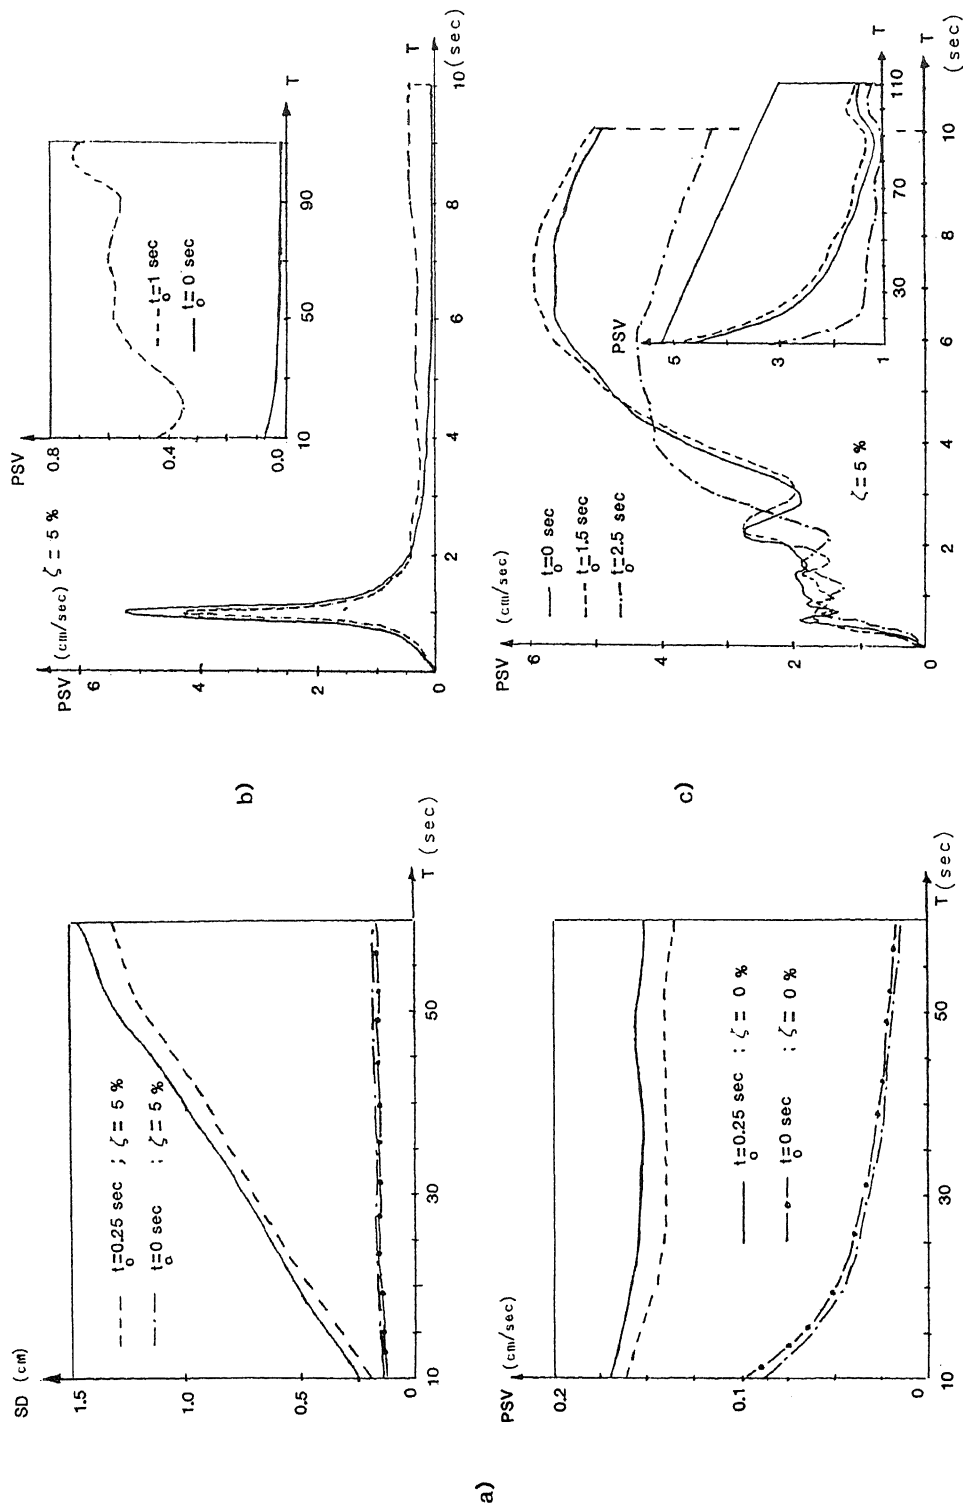 a)
SD (cm)
1.5
1.0
0.5
0
10
30
50
T (sec)
t₀=0.25 sec ; ζ= 5 %
t₀=0 sec : ζ= 5 %
PSV (cm/sec)
0.2
0.1
0
10
30
50
T (sec)
t₀=0.25 sec : ζ= 0 %
t₀=0 sec : ζ= 0 %
b)
PSV (cm/sec) ζ= 5 %
6
4
2
0
2
4
6
8
10 (sec)
T
PSV
0.8
0.4
0.0
10
50
90
T
t₀=1 sec
t₀=0 sec
c)
PSV (cm/sec)
6
4
2
0
2
4
6
8
10
T
(sec)
t₀=0 sec
t₀=1.5 sec
t₀=2.5 sec
ζ= 5 %
PSV
5
3
1
30
70
110
T